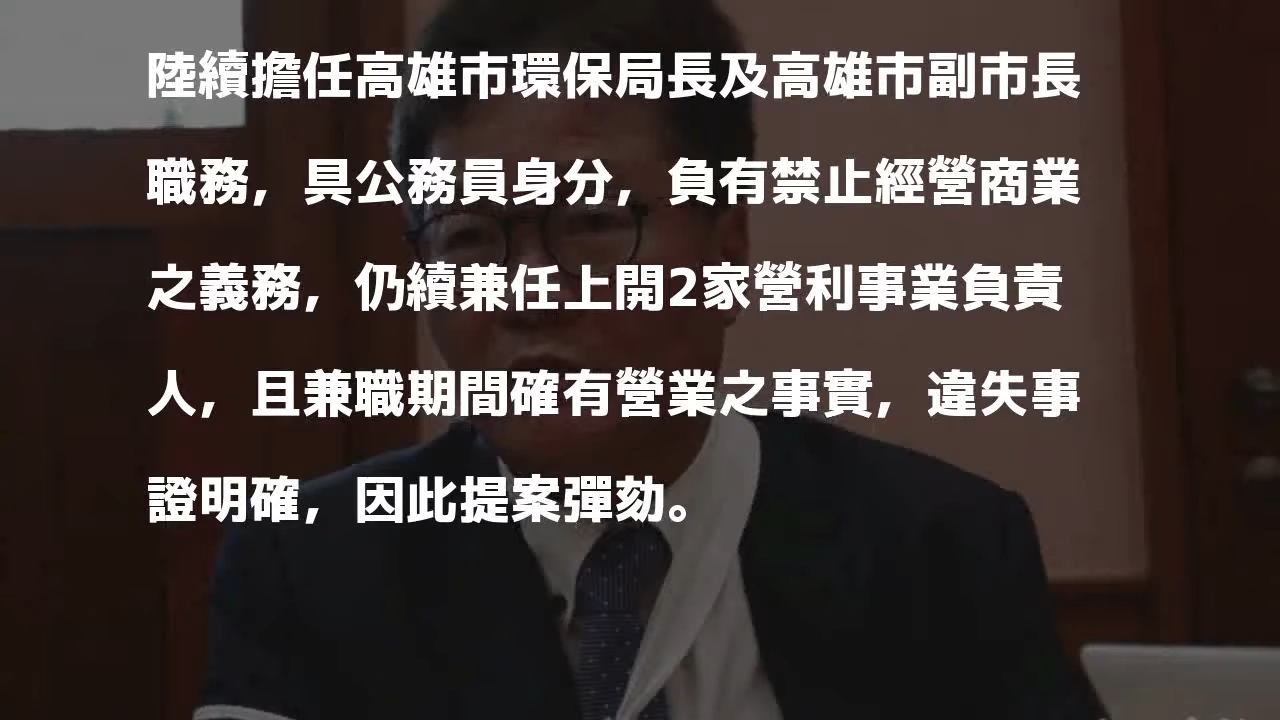 陸續擔任高雄市環保局長及高雄市副市長
職務，具公務員身分，負有禁止經營商業
之義務，仍續兼任上開2家營利事業負責
人，且兼職期間確有營業之事實，違失事
證明確，因此提案彈劾。